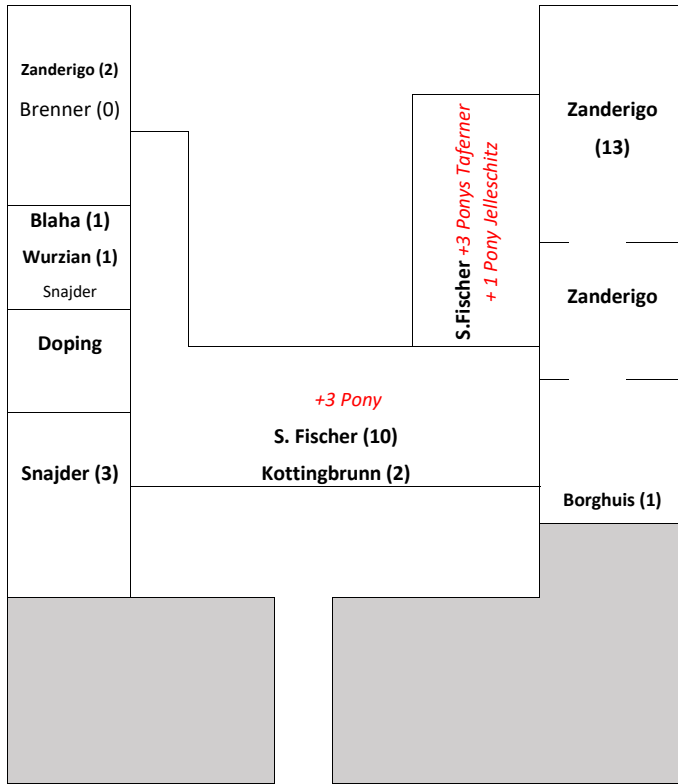 Zanderigo (2)
Brenner (0)
Blaha (1)
Wurzian (1)
Snajder
Doping
Snajder (3)
+3 Pony
S. Fischer (10)
Kottingbrunn (2)
S.Fischer +3 Ponys Taferner
+ 1 Pony Jelleschitz
Zanderigo
(13)
Zanderigo
Borghuis (1)